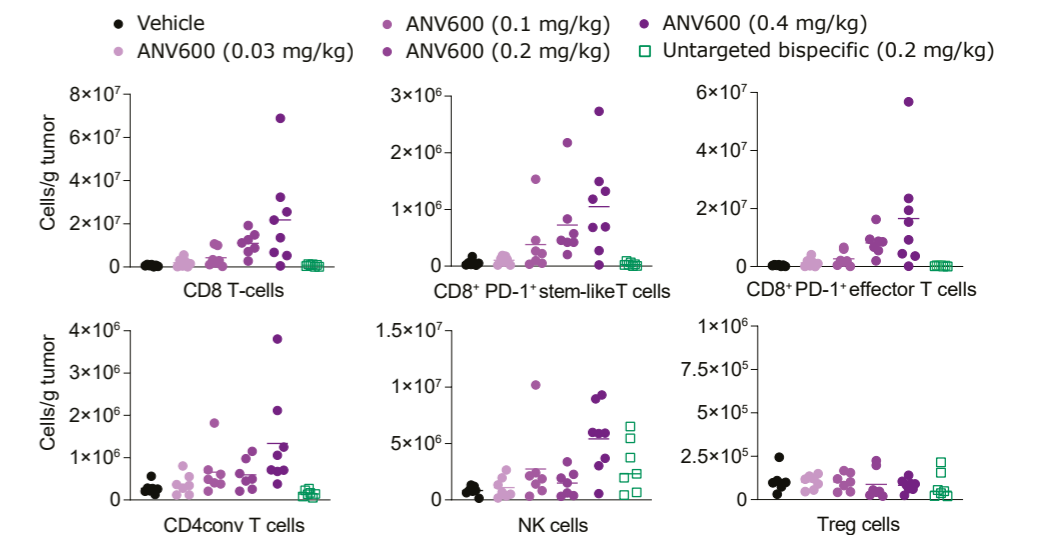 Vehicle
ANV600 (0.03 mg/kg)
ANV600 (0.1 mg/kg)
ANV600 (0.2 mg/kg)
ANV600 (0.4 mg/kg)
Untargeted bispecific (0.2 mg/kg)
Cells/g tumor
8×10⁷
6×10⁷
4×10⁷
2×10⁷
0
CD8 T-cells
3×10⁶
2×10⁶
1×10⁶
0
CD8⁺ PD-1⁺ stem-like T cells
6×10⁷
4×10⁷
2×10⁷
0
CD8⁺ PD-1⁺ effector T cells
Cells/g tumor
4×10⁶
3×10⁶
2×10⁶
1×10⁶
0
CD4conv T cells
1.5×10⁷
1×10⁷
5×10⁶
0
NK cells
1×10⁶
7.5×10⁵
5×10⁵
2.5×10⁵
0
Treg cells